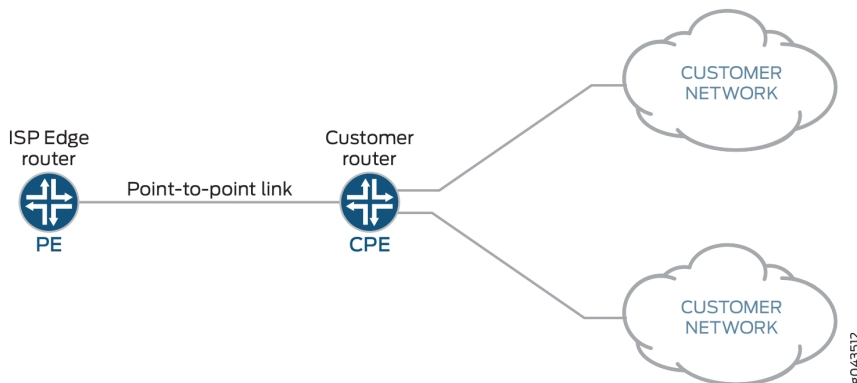 ISP Edge
router
PE
Point-to-point link
Customer
router
CPE
CUSTOMER
NETWORK
CUSTOMER
NETWORK
g043512